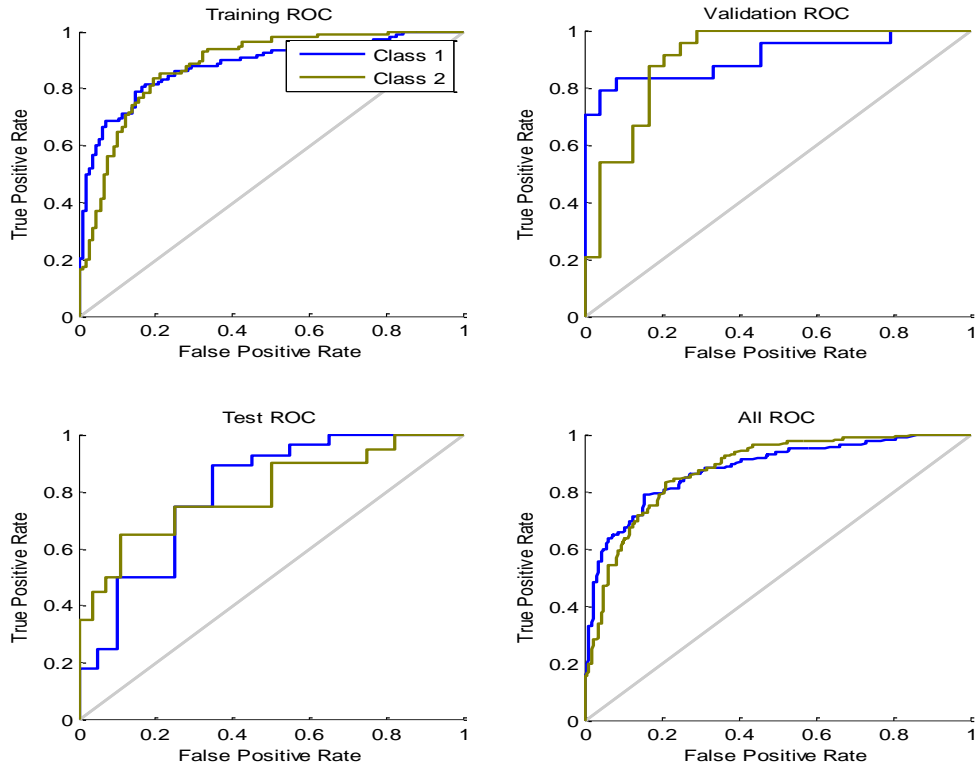 Training ROC
1
0.8
0.6
0.4
0.2
0
True Positive Rate
Class 1
Class 2
0 0.2 0.4 0.6 0.8 1
False Positive Rate
Validation ROC
1
0.8
0.6
0.4
0.2
0
True Positive Rate
0 0.2 0.4 0.6 0.8 1
False Positive Rate
Test ROC
1
0.8
0.6
0.4
0.2
0
True Positive Rate
0 0.2 0.4 0.6 0.8 1
False Positive Rate
All ROC
1
0.8
0.6
0.4
0.2
0
True Positive Rate
0 0.2 0.4 0.6 0.8 1
False Positive Rate